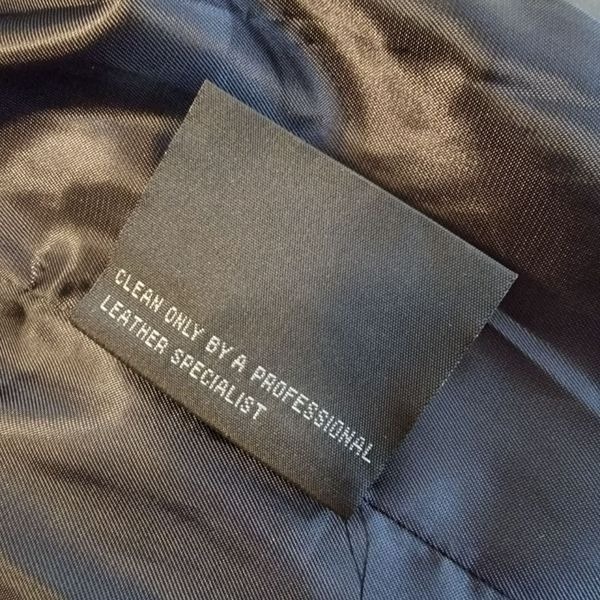 CLEAN ONLY BY A PROFESSIONAL
LEATHER SPECIALIST